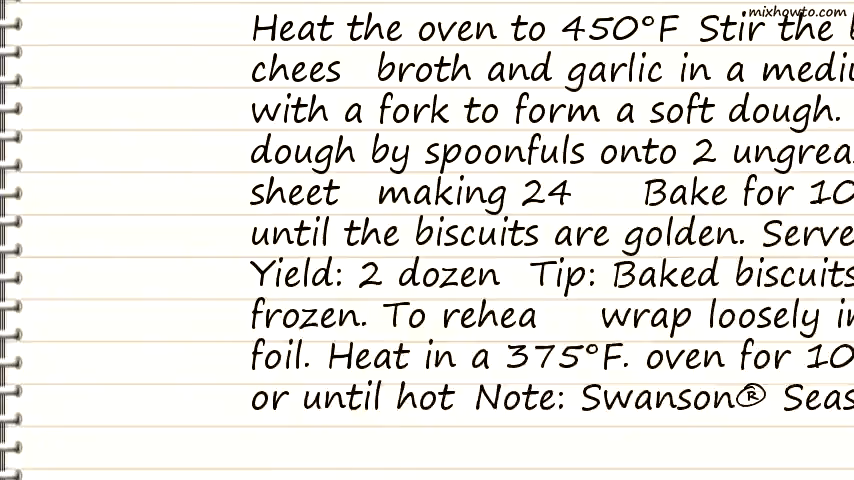 mixhowto.com
Heat the oven to 450°F Stir the
chees broth and garlic in a
with a fork to form a soft dough.
dough by spoonfuls onto 2
sheet making 24 Bake for 10
until the biscuits are golden. Serve
Yield: 2 dozen Tip: Baked biscuits
frozen. To rehea wrap loosely
foil. Heat in a 375°F. oven for 10
or until hot Note: Swanson®